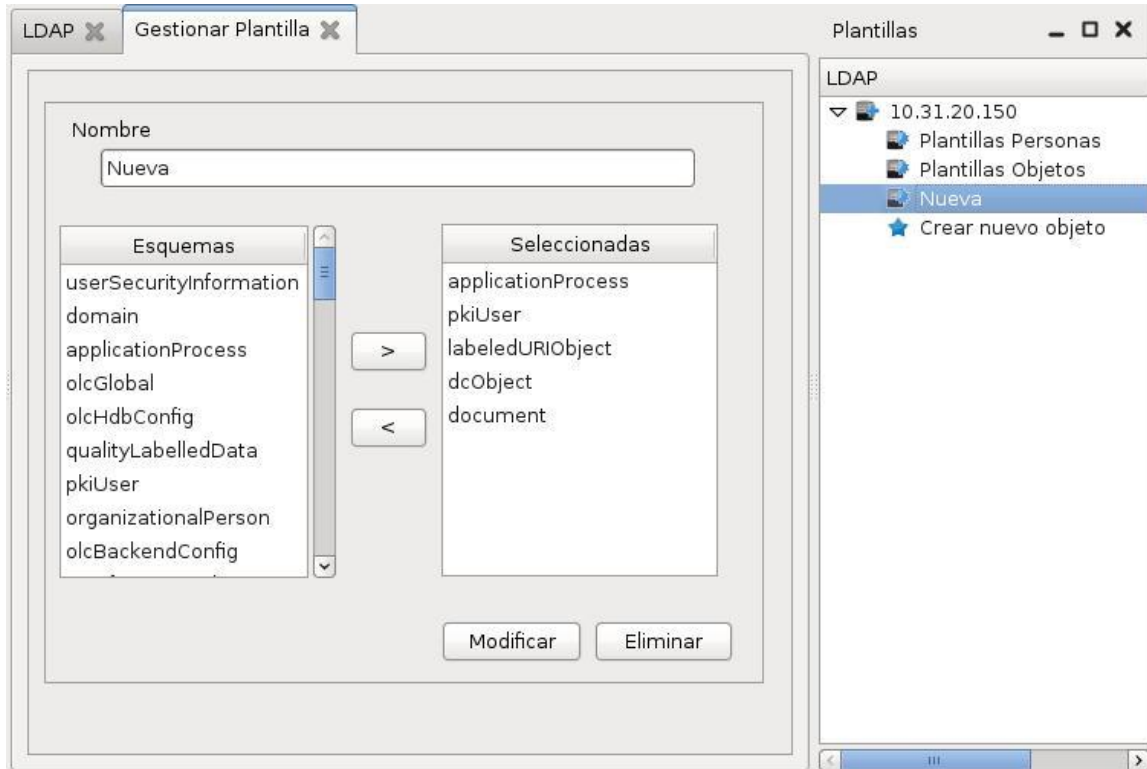 LDAP
Gestionar Plantilla
Nombre
Nueva
Esquemas
userSecurityInformation
domain
applicationProcess
olcGlobal
olcHdbConfig
qualityLabelledData
pkiUser
organizationalPerson
olcBackendConfig
>
<
Seleccionadas
applicationProcess
pkiUser
labeledURIObject
dcObject
document
Modificar
Eliminar
Plantillas
LDAP
10.31.20.150
Plantillas Personas
Plantillas Objetos
Nueva
Crear nuevo objeto